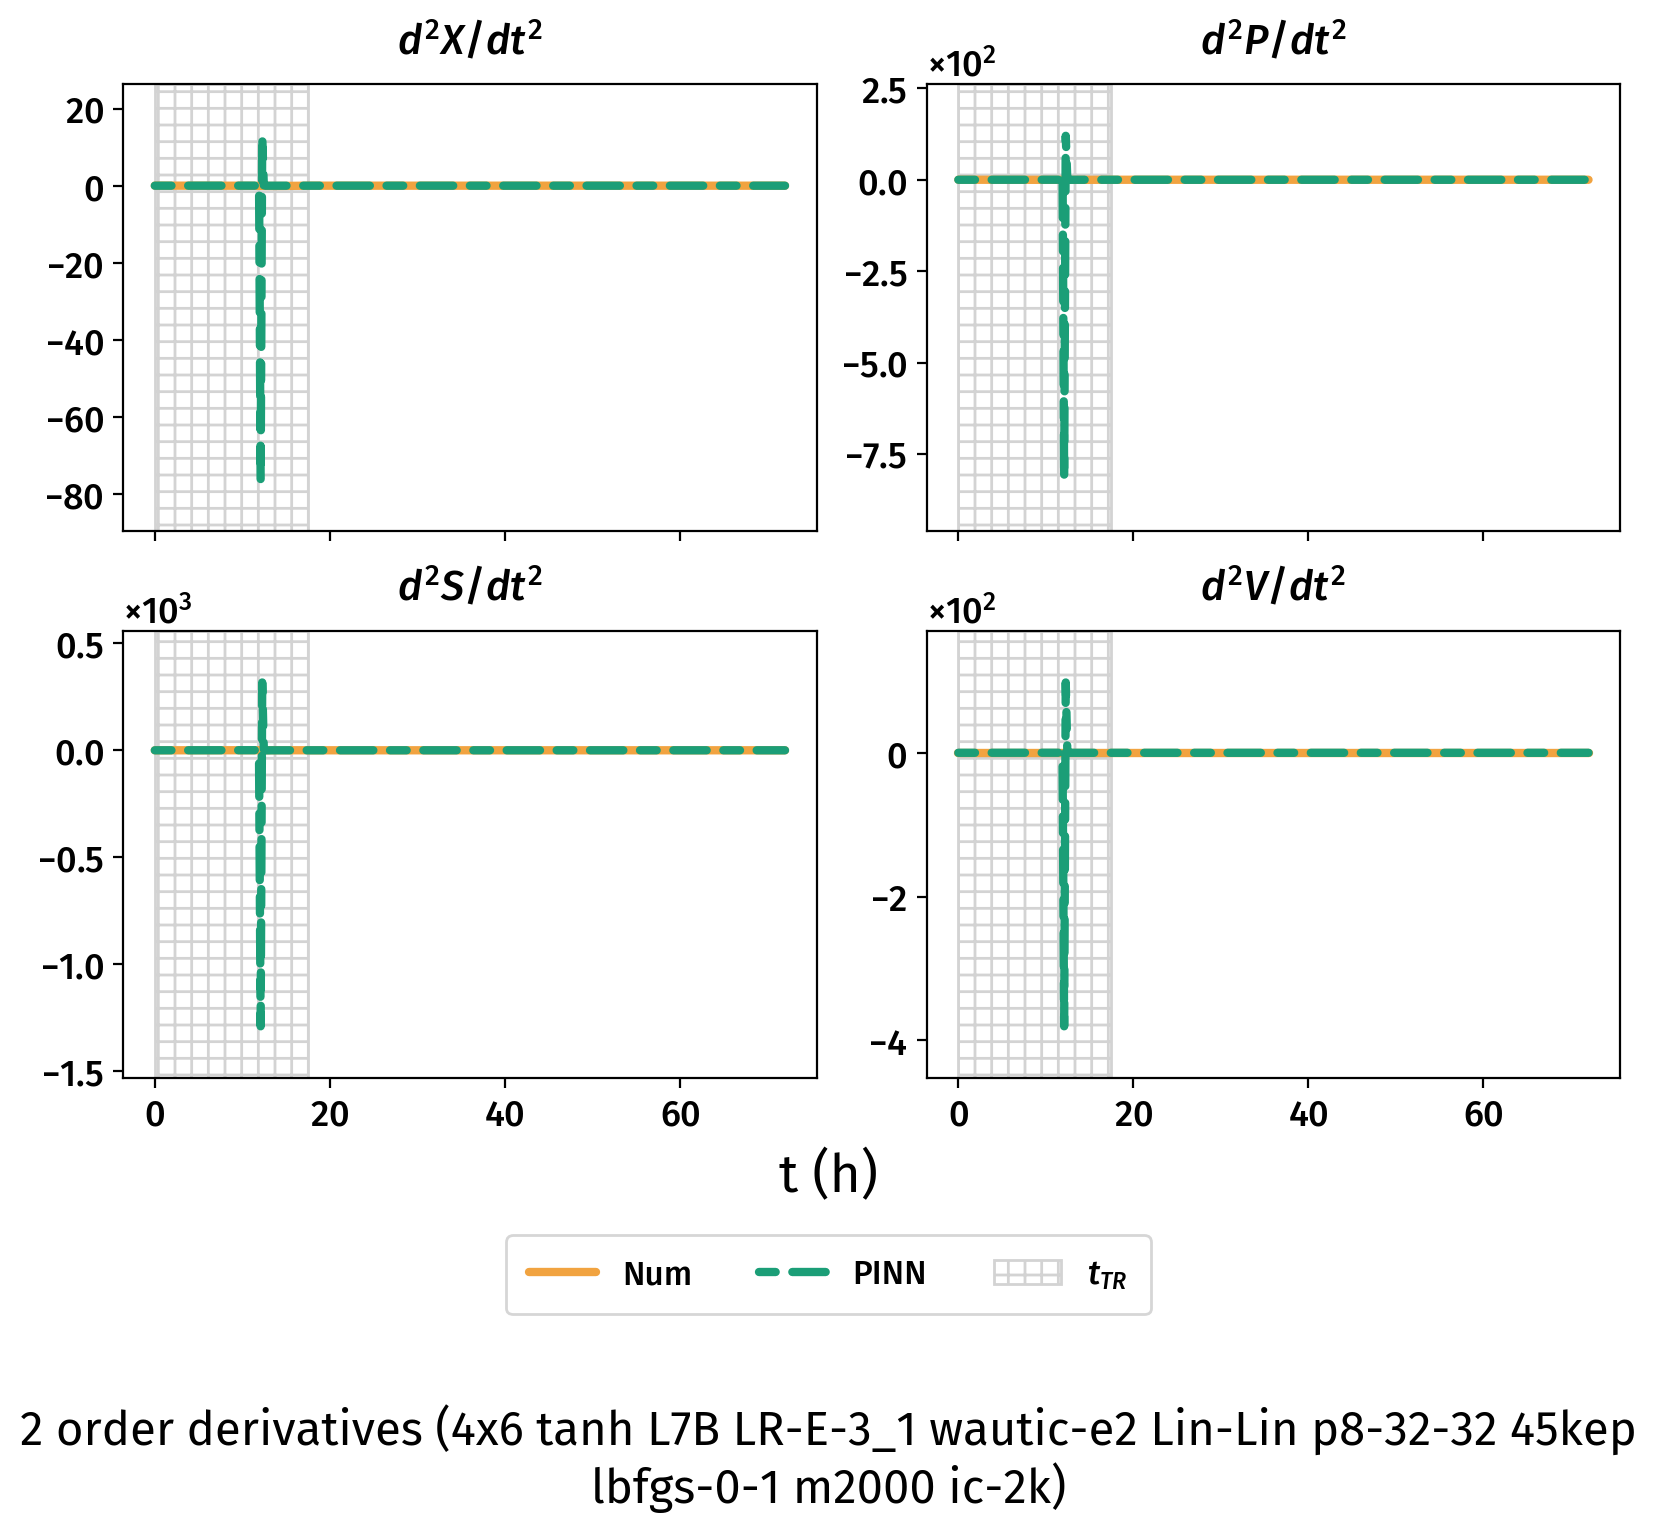 d²X/dt²
20
0
−20
−40
−60
−80
d²P/dt²
×10²
2.5
0.0
−2.5
−5.0
−7.5
d²S/dt²
×10³
0.5
0.0
−0.5
−1.0
−1.5
0 20 40 60
d²V/dt²
×10²
0
−2
−4
0 20 40 60
t (h)
Num PINN t_TR
2 order derivatives (4x6 tanh L7B LR-E-3_1 wautic-e2 Lin-Lin p8-32-32 45kep
lbfgs-0-1 m2000 ic-2k)